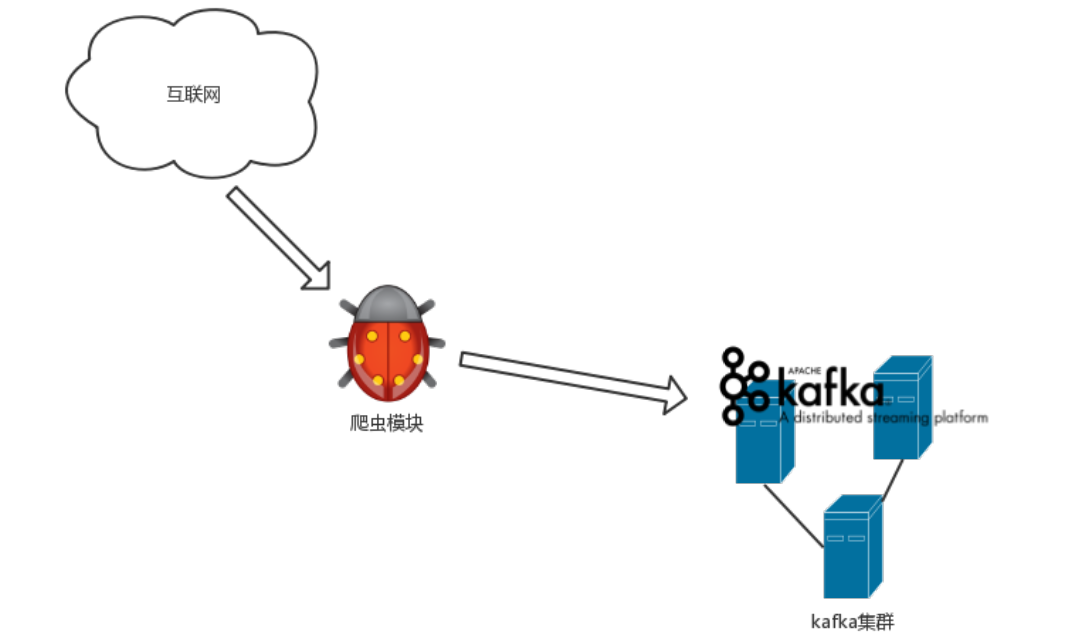 互联网
爬虫模块
APACHE
kafka
A distributed streaming platform
kafka集群